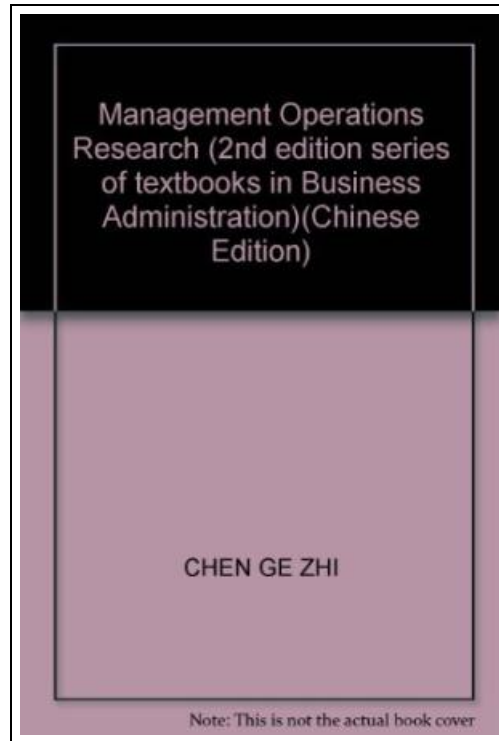 Management Operations
Research (2nd edition series
of textbooks in Business
Administration)(Chinese
Edition)
CHEN GE ZHI
Note: This is not the actual book cover